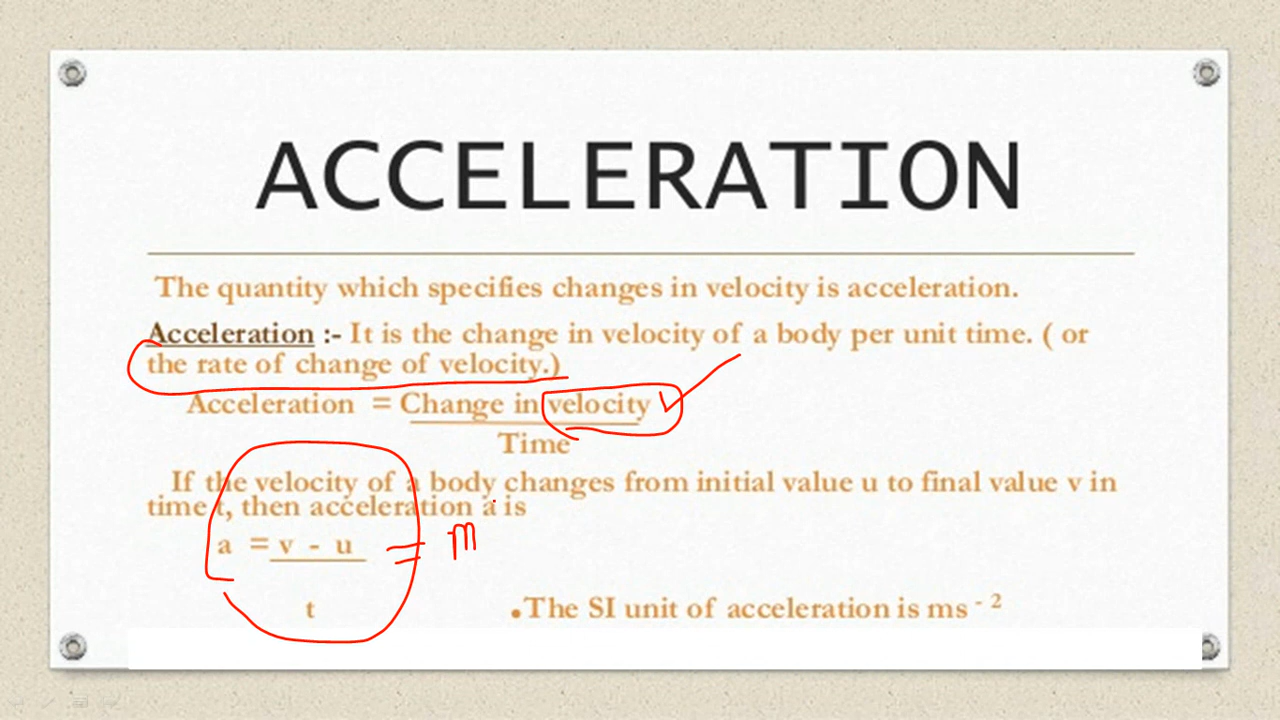 ACCELERATION
The quantity which specifies changes in velocity is acceleration.
Acceleration :- It is the change in velocity of a body per unit time. ( or
the rate of change of velocity.)
Acceleration = Change in velocity
Time
If the velocity of a body changes from initial value u to final value v in
time t, then acceleration a is
a = v - u = m
t
•The SI unit of acceleration is ms - 2